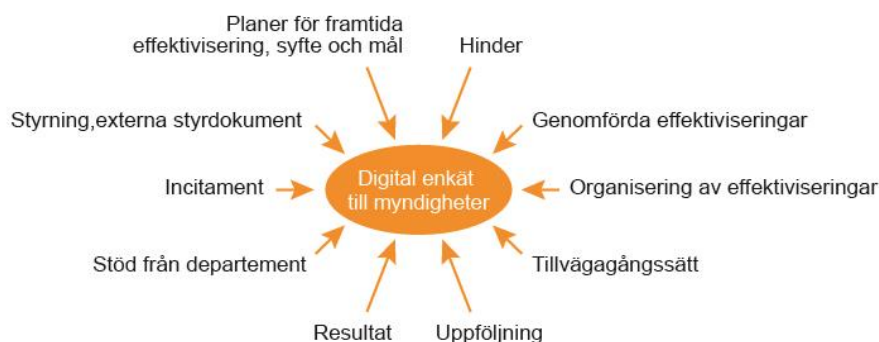 Planer för framtida
effektivisering, syfte och mål
Hinder
Styrning,externa styrdokument
Genomförda effektiviseringar
Incitament
Digital enkät
till myndigheter
Organisering av effektiviseringar
Stöd från departement
Tillvägagångssätt
Resultat
Uppföljning